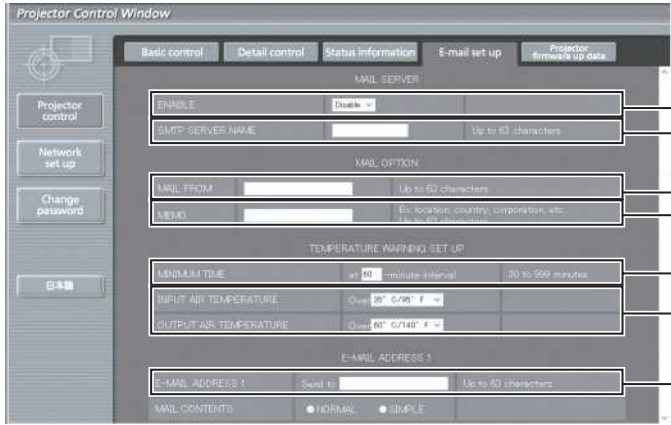 Projector Control Window
Basic control
Detail control
Status information
E-mail set up
Projector
firmware up data
Projector
control
Network
set up
Change
password
日本語
MAIL SERVER
ENABLE Disable
SMTP SERVER NAME Up to 63 characters
MAIL OPTION
MAIL FROM Up to 63 characters
MEMO Ex. location, country, corporation, etc.
Up to 63 characters
TEMPERATURE WARNING SET UP
MINIMUM TIME at 60 -minute interval 30 to 999 minutes
INPUT AIR TEMPERATURE Over 35° C/95° F
OUTPUT AIR TEMPERATURE Over 60° C/140° F
E-MAIL ADDRESS 1
E-MAIL ADDRESS 1 Send to Up to 63 characters
MAIL CONTENTS NORMAL SIMPLE